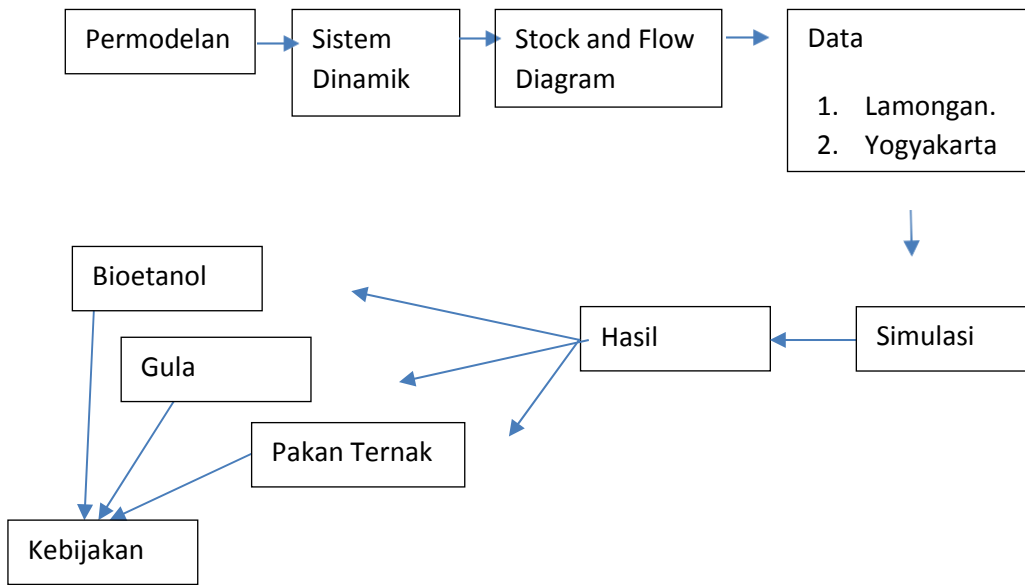 Permodelan
Sistem
Dinamik
Stock and Flow
Diagram
Data
1. Lamongan.
2. Yogyakarta
Bioetanol
Gula
Pakan Ternak
Hasil
Simulasi
Kebijakan